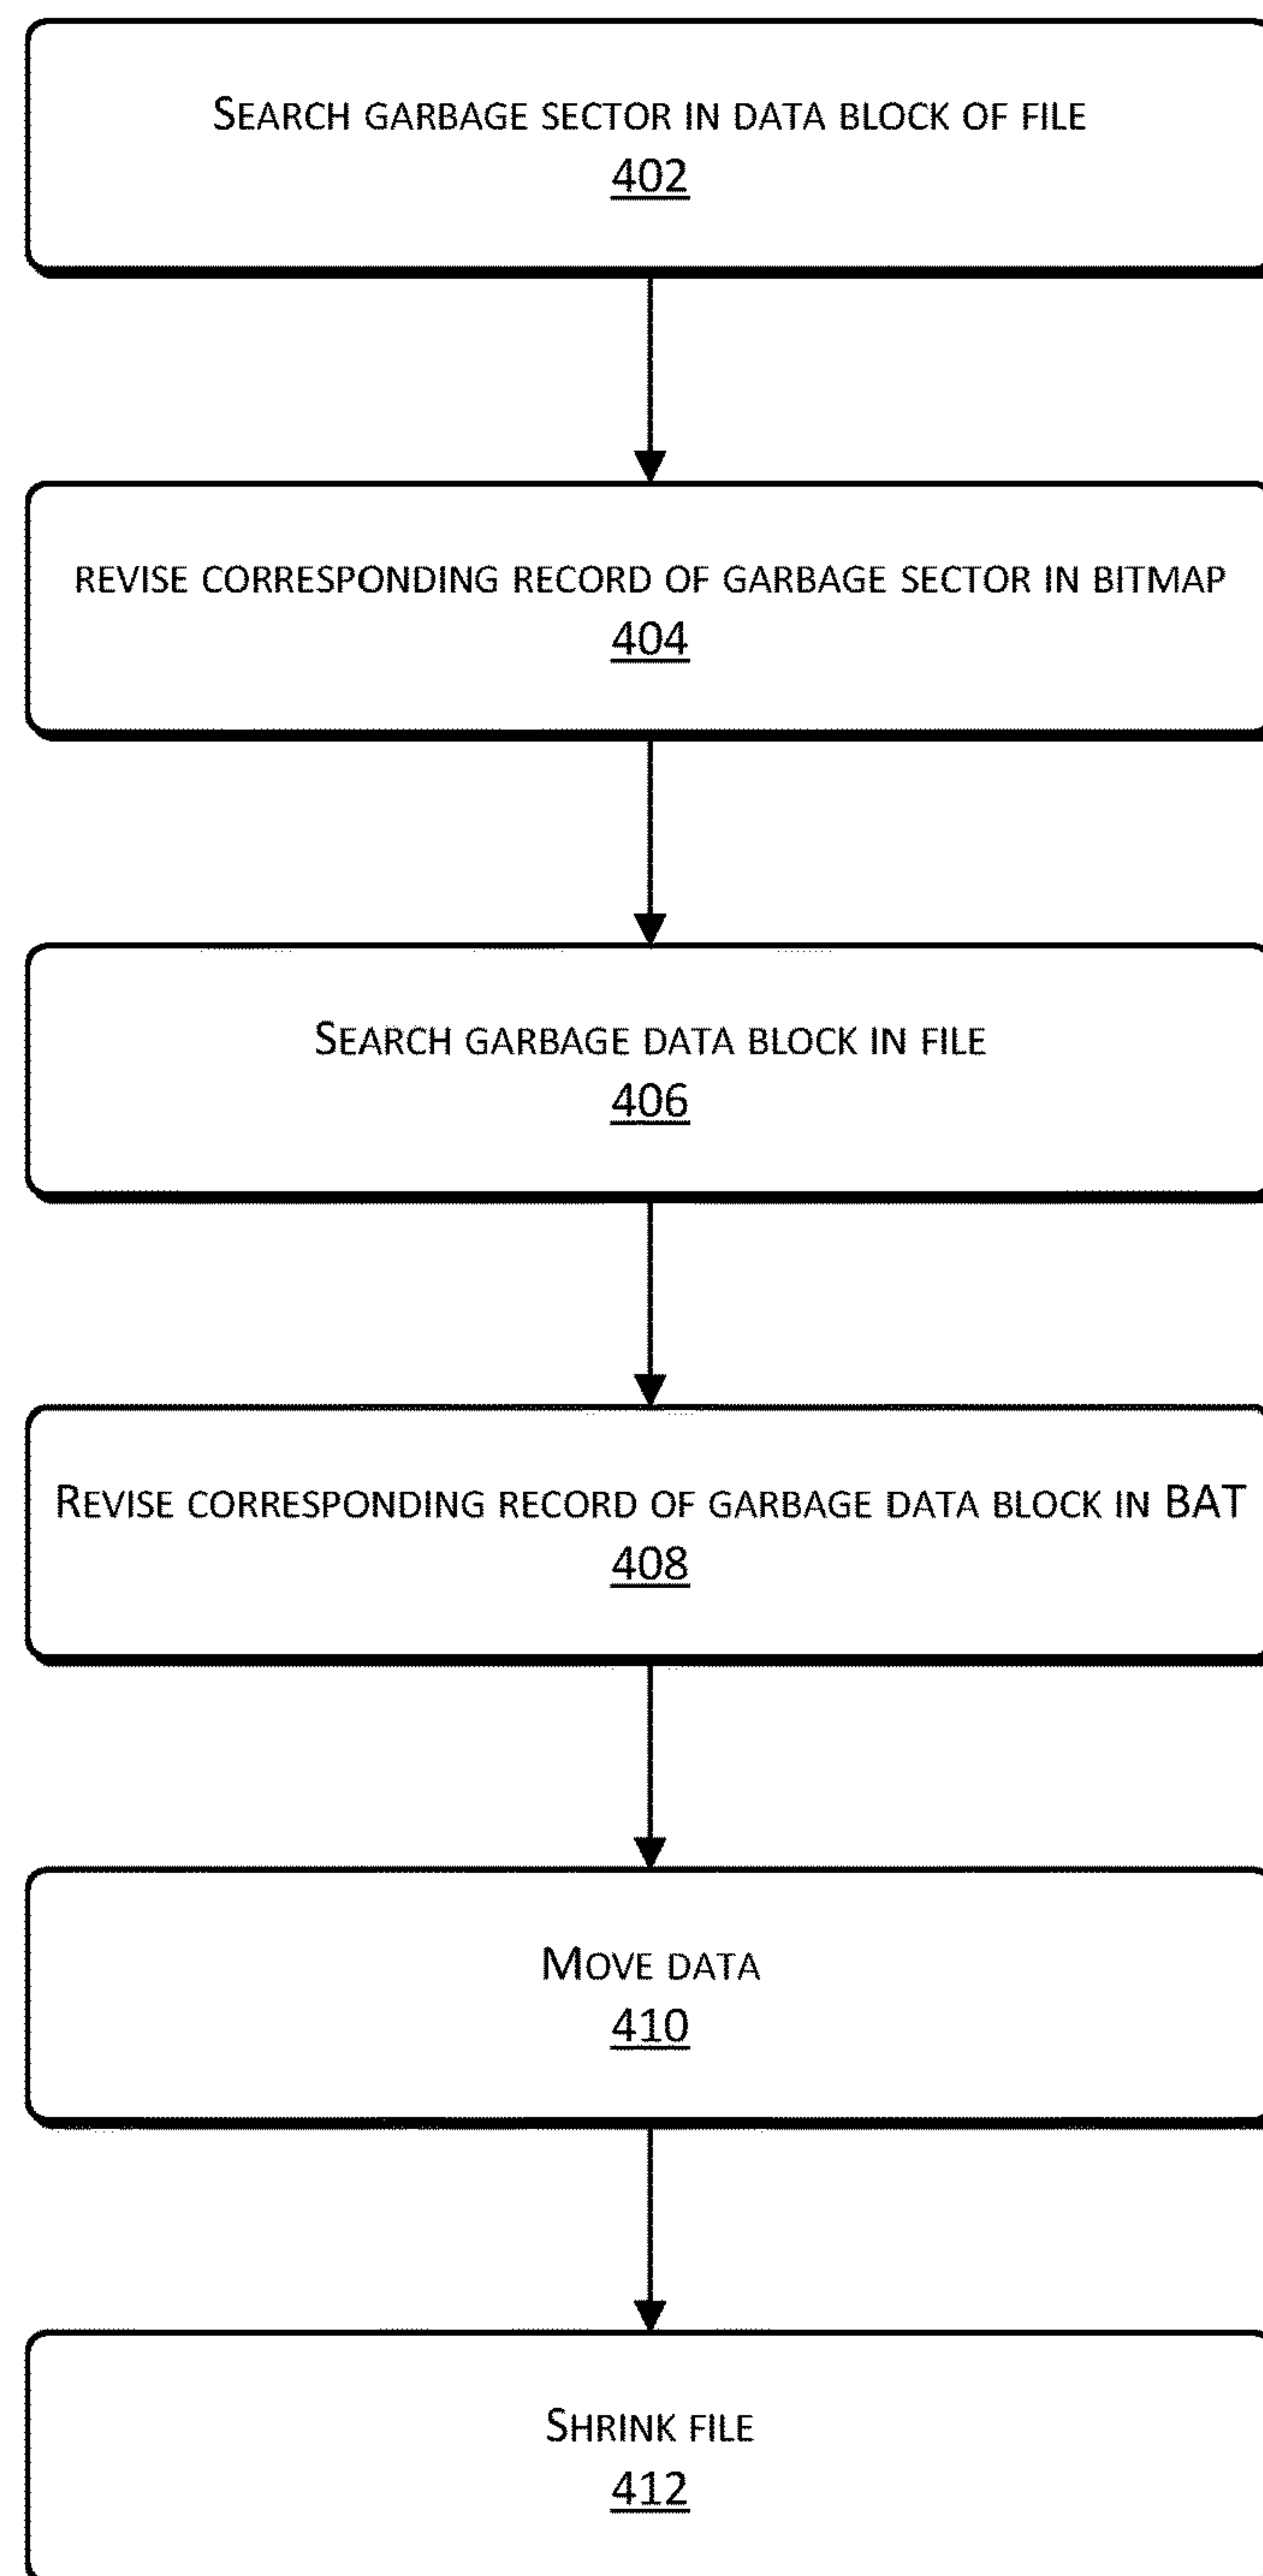 Search garbage sector in data block of file
402
revise corresponding record of garbage sector in bitmap
404
Search garbage data block in file
406
Revise corresponding record of garbage data block in BAT
408
Move data
410
Shrink file
412